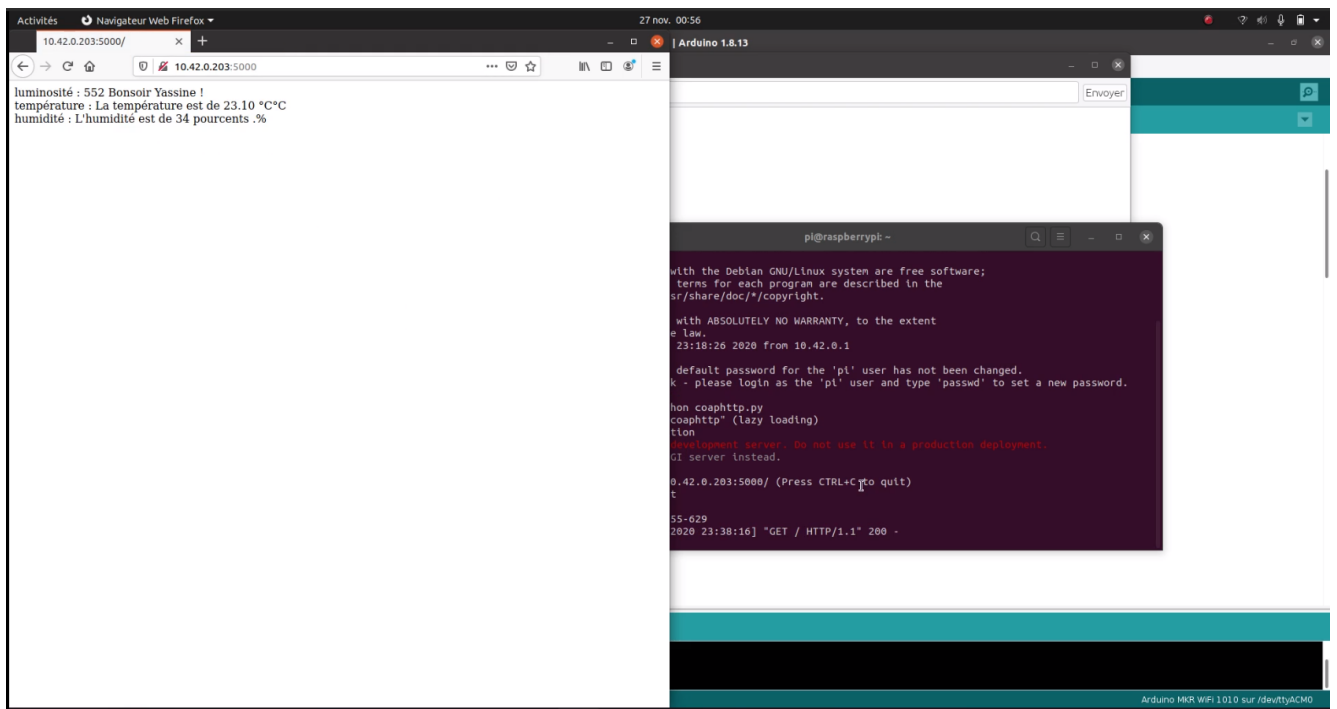 Activités
Navigateur Web Firefox
27 nov. 00:56
10.42.0.203:5000/
| Arduino 1.8.13
10.42.0.203:5000
luminosité : 552 Bonsoir Yassine !
température : La température est de 23.10 °C°C
humidité : L'humidité est de 34 pourcents .%
Envoyer
pi@raspberrypi: ~
with the Debian GNU/Linux system are free software;
terms for each program are described in the
sr/share/doc/*/copyright.
with ABSOLUTELY NO WARRANTY, to the extent
e law.
23:18:26 2020 from 10.42.0.1
default password for the 'pi' user has not been changed.
k - please login as the 'pi' user and type 'passwd' to set a new password.
hon coaphttp.py
coaphttp" (lazy loading)
tion
development server. Do not use it in a production deployment.
GI server instead.
0.42.0.203:5000/ (Press CTRL+C to quit)
t
55-629
2020 23:38:16] "GET / HTTP/1.1" 200 -
Arduino MKR WiFi 1010 sur /dev/ttyACM0